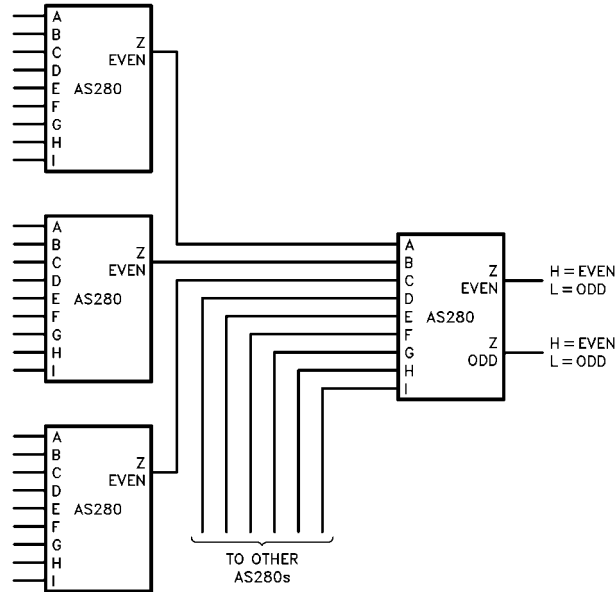 A
B
C
D
E
F
G
H
I
Z
EVEN
AS280
A
B
C
D
E
F
G
H
I
Z
EVEN
AS280
A
B
C
D
E
F
G
H
I
Z
EVEN
AS280
A
B
C
D
E
F
G
H
I
Z
EVEN
AS280
Z
ODD
H = EVEN
L = ODD
H = EVEN
L = ODD
TO OTHER
AS280s